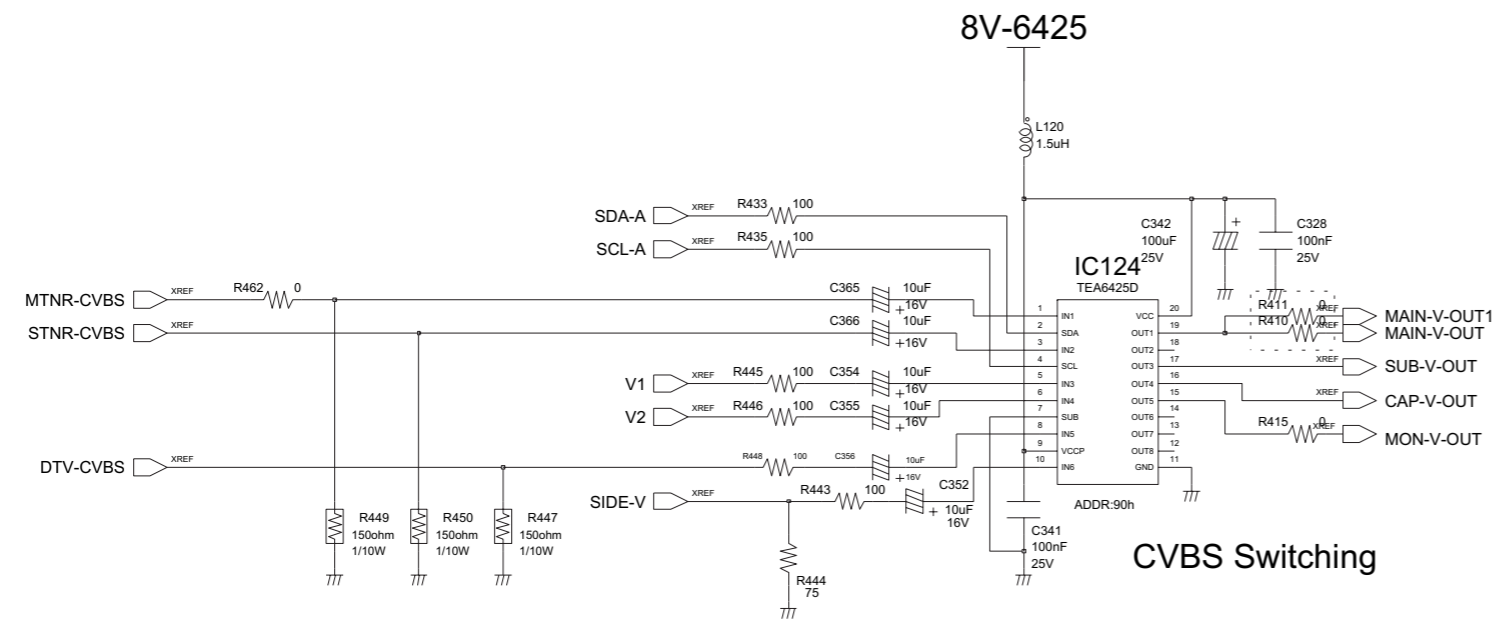 8V-6425
L120
1.5uH
SDA-A
XREF
R433
100
SCL-A
XREF
R435
100
C342
100uF
25V
+
C328
100nF
25V
IC124
TEA6425D
MTNR-CVBS
XREF
R462
0
C365
10uF
+
16V
STNR-CVBS
XREF
C366
10uF
+16V
V1
XREF
R445
100
C354
10uF
+
16V
V2
XREF
R446
100
C355
10uF
+
16V
DTV-CVBS
XREF
R448
100
C356
10uF
+
16V
SIDE-V
XREF
R443
100
C352
+
10uF
16V
1
IN1
2
SDA
3
IN2
4
SCL
5
IN3
6
IN4
7
SUB
8
IN5
9
VCCP
10
IN6
VCC
20
OUT1
19
OUT2
18
OUT3
17
OUT4
16
OUT5
15
OUT6
14
OUT7
13
OUT8
12
GND
11
R411
0
XREF
MAIN-V-OUT1
R410
0
XREF
MAIN-V-OUT
XREF
SUB-V-OUT
XREF
CAP-V-OUT
R415
0
XREF
MON-V-OUT
ADDR:90h
R449
150ohm
1/10W
R450
150ohm
1/10W
R447
150ohm
1/10W
R444
75
C341
100nF
25V
CVBS Switching